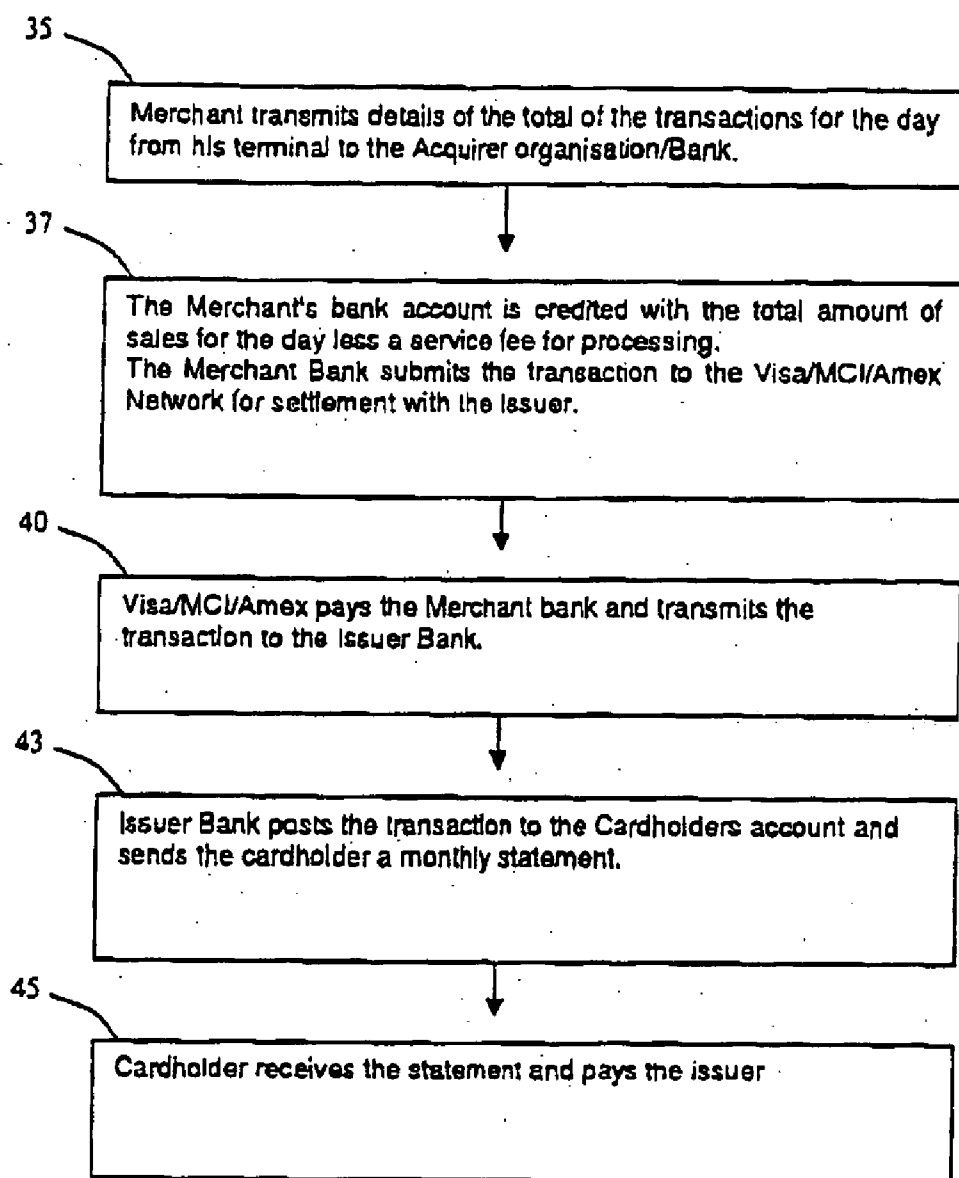 35
Merchant transmits details of the total of the transactions for the day
from his terminal to the Acquirer organisation/Bank.
37
The Merchant's bank account is credited with the total amount of
sales for the day less a service fee for processing.
The Merchant Bank submits the transaction to the Visa/MCI/Amex
Network for settlement with the Issuer.
40
Visa/MCI/Amex pays the Merchant bank and transmits the
transaction to the Issuer Bank.
43
Issuer Bank posts the transaction to the Cardholders account and
sends the cardholder a monthly statement.
45
Cardholder receives the statement and pays the issuer